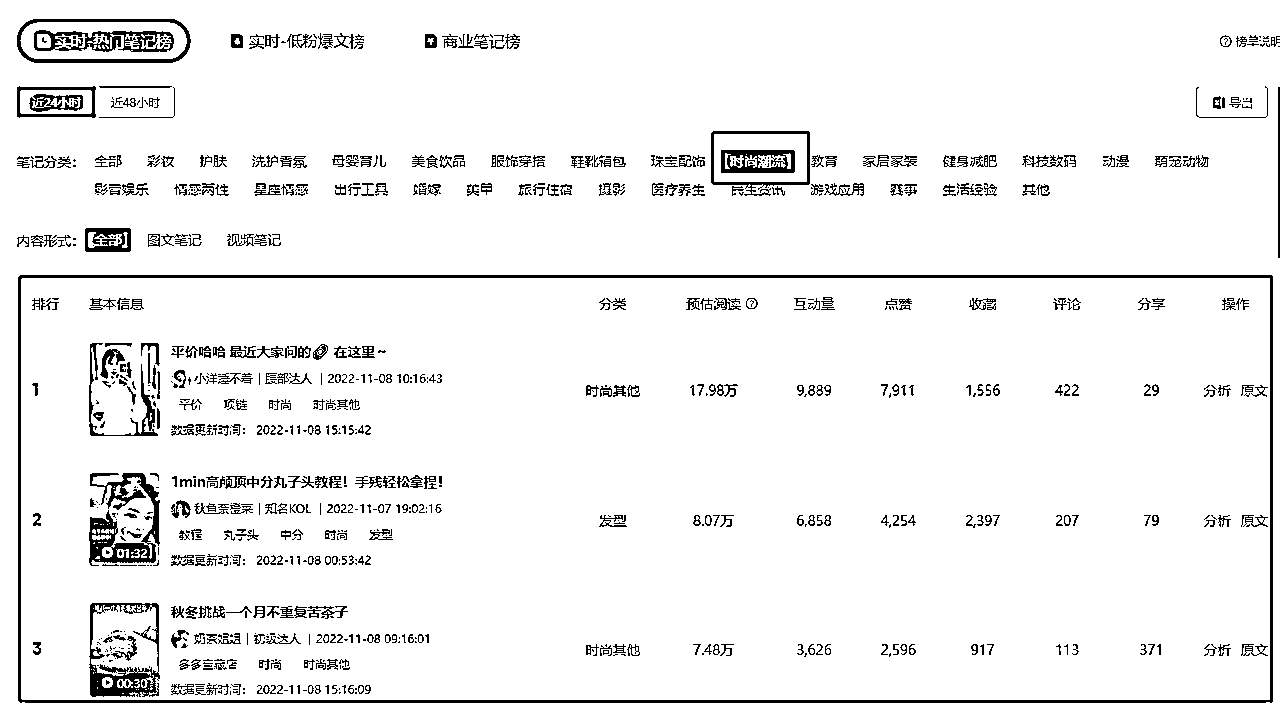 实时-热门笔记榜 实时-低粉爆文榜 商业笔记榜 榜单说明
近24小时 近48小时 导出
笔记分类： 全部 彩妆 护肤 洗护香氛 母婴育儿 美食饮品 服饰穿搭 鞋靴箱包 珠宝配饰 【时尚潮流】 教育 家居家装 健身减肥 科技数码 动漫 萌宠动物
影音娱乐 情感两性 星座情感 出行工具 婚嫁 美甲 旅行住宿 摄影 医疗养生 民生资讯 游戏应用 赛事 生活经验 其他
内容形式： 【全部】 图文笔记 视频笔记
排行 基本信息 分类 预估阅读 互动量 点赞 收藏 评论 分享 操作
平价哈哈 最近大家问的 在这里~
小洋睡不着 | 腰部达人 | 2022-11-08 10:16:43
1 时尚其他 17.98万 9,889 7,911 1,556 422 29 分析 原文
平价 项链 时尚 时尚其他
数据更新时间： 2022-11-08 15:15:42
1min高颅顶中分丸子头教程！手残轻松拿捏！
秋鱼奈橙菜 | 知名KOL | 2022-11-07 19:02:16
2 发型 8.07万 6,858 4,254 2,397 207 79 分析 原文
教程 丸子头 中分 时尚 发型
01:32
数据更新时间： 2022-11-08 00:53:42
秋冬挑战一个月不重复苦茶子
奶茶姐姐 | 初级达人 | 2022-11-08 09:16:01
3 时尚其他 7.48万 3,626 2,596 917 113 371 分析 原文
多多宝藏店 时尚 时尚其他
00:30
数据更新时间： 2022-11-08 15:16:09